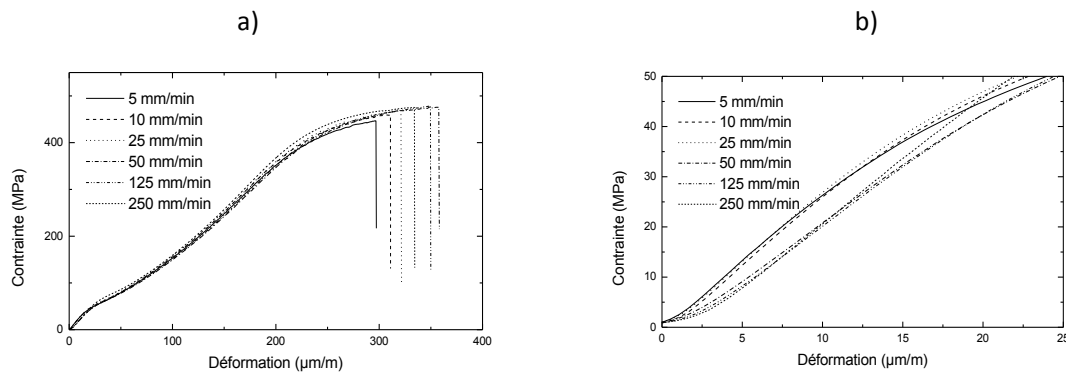 a)
b)
5 mm/min
10 mm/min
25 mm/min
50 mm/min
125 mm/min
250 mm/min
Contrainte (MPa)
400
200
0
0
100
200
300
400
Déformation (µm/m)
5 mm/min
10 mm/min
25 mm/min
50 mm/min
125 mm/min
250 mm/min
Contrainte (MPa)
50
40
30
20
10
0
0
5
10
15
20
25
Déformation (µm/m)